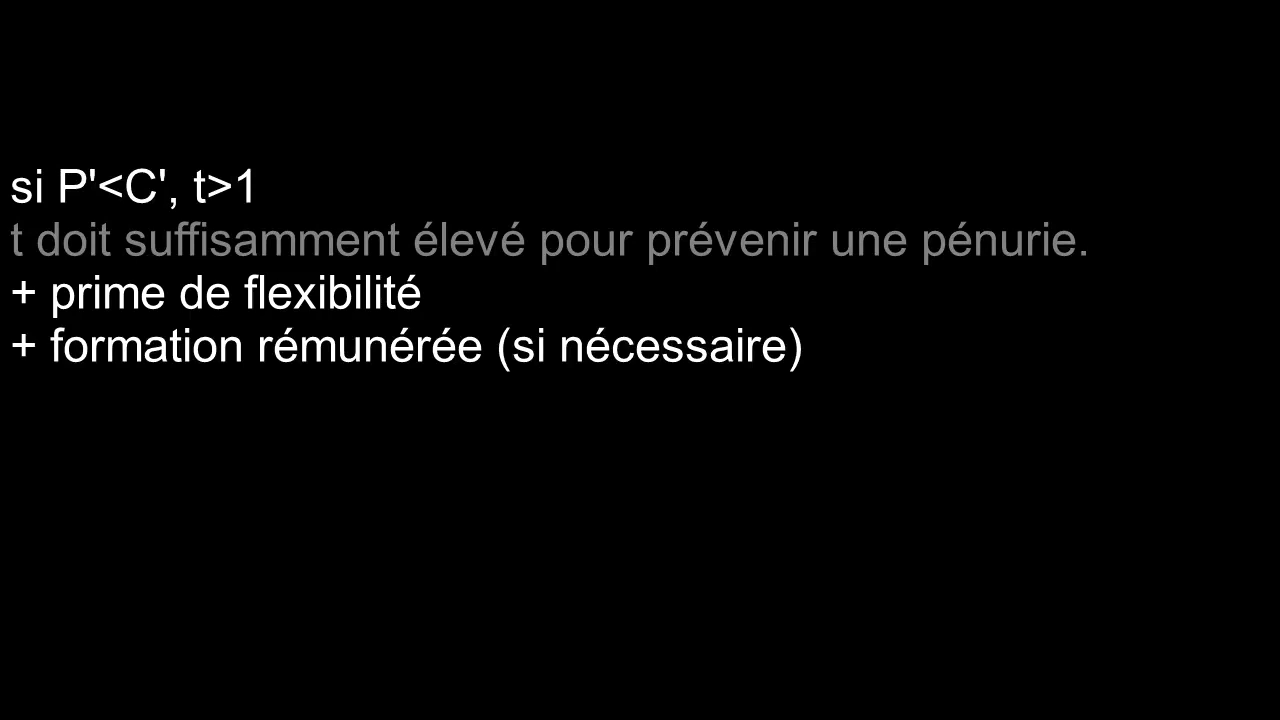 si P'<C', t>1
t doit suffisamment élevé pour prévenir une pénurie.
+ prime de flexibilité
+ formation rémunérée (si nécessaire)